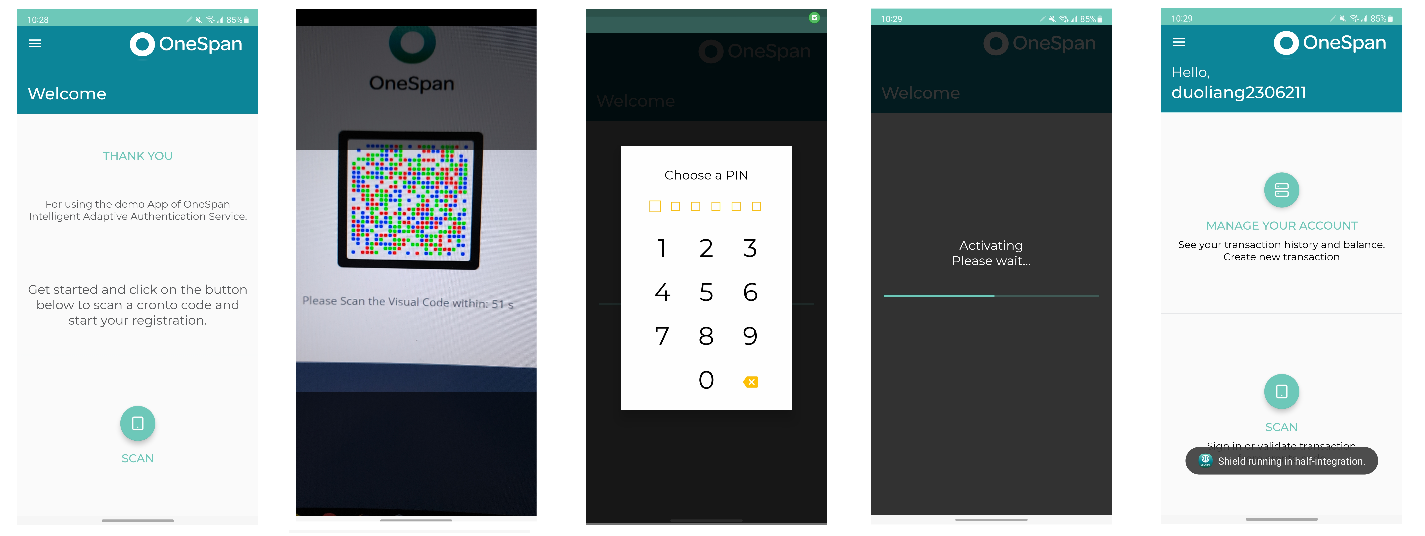 10:28
85%
OneSpan
Welcome
THANK YOU
For using the demo App of OneSpan
Intelligent Adaptive Authentication Service.
Get started and click on the button
below to scan a cronto code and
start your registration.
SCAN
OneSpan
Please Scan the Visual Code within: 51 s
OneSpan
Welcome
Choose a PIN
1 2 3
4 5 6
7 8 9
0
10:29
85%
OneSpan
Welcome
Activating
Please wait...
10:29
85%
OneSpan
Hello,
duoliang2306211
MANAGE YOUR ACCOUNT
See your transaction history and balance.
Create new transaction
SCAN
Sign in or validate transaction
Shield running in half-integration.